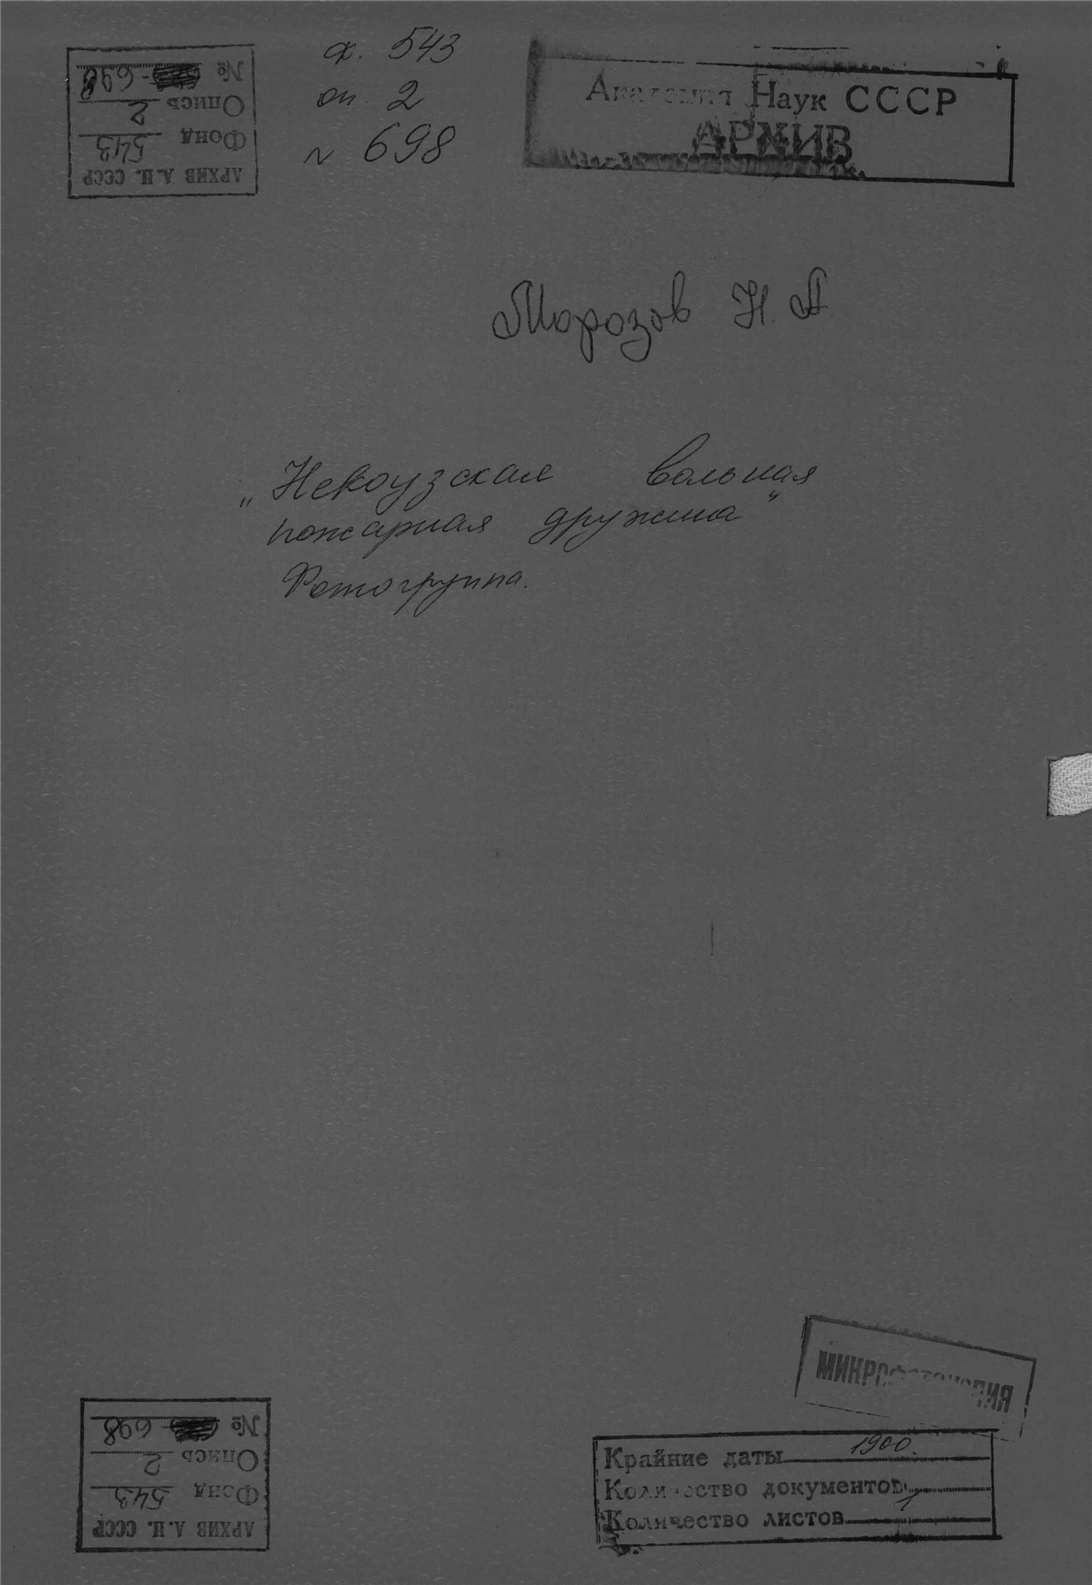 ф. 543
оп. 2
N 698
Академия Наук СССР
АРХИВ
АРХИВ А.Н. СССР
Фонд 543
Опись 2
№ 698
Морозов Н. А.
„Некоузская вольная
пожарная дружина"
Фотогруппа.
МИКРОФОТОКОПИЯ
АРХИВ А.Н. СССР
Фонд 543
Опись 2
№ 698
Крайние даты 1900.
Количество документов
Количество листов 1